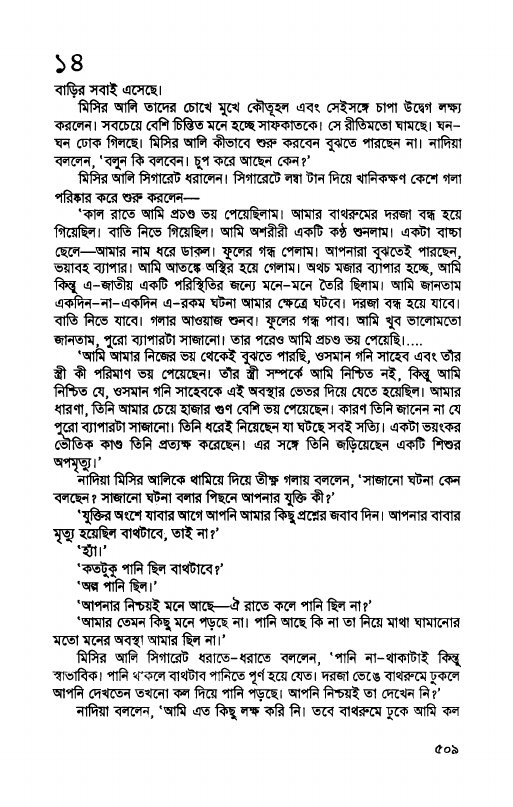 ১৪
বাড়ির সবাই এসেছে।
মিসির আলি তাদের চোখে মুখে কৌতূহল এবং সেইসঙ্গে চাপা উদ্বেগ লক্ষ্য
করলেন। সবচেয়ে বেশি চিন্তিত মনে হচ্ছে সাফকাতকে। সে রীতিমতো ঘামছে। ঘন–
ঘন ঢোক গিলছে। মিসির আলি কীভাবে শুরু করবেন বুঝতে পারছেন না। নাদিয়া
বললেন, ‘বলুন কি বলবেন। চুপ করে আছেন কেন?’
মিসির আলি সিগারেট ধরালেন। সিগারেটে লম্বা টান দিয়ে খানিকক্ষণ কেশে গলা
পরিষ্কার করে শুরু করলেন—
‘কাল রাতে আমি প্রচণ্ড ভয় পেয়েছিলাম। আমার বাথরুমের দরজা বন্ধ হয়ে
গিয়েছিল। বাতি নিভে গিয়েছিল। আমি অশরীরী একটি কণ্ঠ শুনলাম। একটা বাচ্চা
ছেলে—আমার নাম ধরে ডাকল। ফুলের গন্ধ পেলাম। আপনারা বুঝতেই পারছেন,
ভয়াবহ ব্যাপার। আমি আতঙ্কে অস্থির হয়ে গেলাম। অথচ মজার ব্যাপার হচ্ছে, আমি
কিন্তু এ–জাতীয় একটি পরিস্থিতির জন্যে মনে–মনে তৈরি ছিলাম। আমি জানতাম
একদিন–না–একদিন এ–রকম ঘটনা আমার ক্ষেত্রে ঘটবে। দরজা বন্ধ হয়ে যাবে।
বাতি নিভে যাবে। গলার আওয়াজ শুনব। ফুলের গন্ধ পাব। আমি খুব ভালোমতো
জানতাম, পুরো ব্যাপারটা সাজানো। তার পরেও আমি প্রচণ্ড ভয় পেয়েছি।....
‘আমি আমার নিজের ভয় থেকেই বুঝতে পারছি, ওসমান গনি সাহেব এবং তাঁর
স্ত্রী কী পরিমাণ ভয় পেয়েছেন। তাঁর স্ত্রী সম্পর্কে আমি নিশ্চিত নই, কিন্তু আমি
নিশ্চিত যে, ওসমান গনি সাহেবকে এই অবস্থার ভেতর দিয়ে যেতে হয়েছিল। আমার
ধারণা, তিনি আমার চেয়ে হাজার গুণ বেশি ভয় পেয়েছেন। কারণ তিনি জানেন না যে
পুরো ব্যাপারটা সাজানো। তিনি ধরেই নিয়েছেন যা ঘটছে সবই সত্যি। একটা ভয়ংকর
ভৌতিক কাণ্ড তিনি প্রত্যক্ষ করেছেন। এর সঙ্গে তিনি জড়িয়েছেন একটি শিশুর
অপমৃত্যু।’
নাদিয়া মিসির আলিকে থামিয়ে দিয়ে তীক্ষ্ণ গলায় বললেন, ‘সাজানো ঘটনা কেন
বলছেন? সাজানো ঘটনা বলার পিছনে আপনার যুক্তি কী?’
‘যুক্তির অংশে যাবার আগে আপনি আমার কিছু প্রশ্নের জবাব দিন। আপনার বাবার
মৃত্যু হয়েছিল বাথটাবে, তাই না?’
‘হ্যাঁ।’
‘কতটুকু পানি ছিল বাথটাবে?’
‘অল্প পানি ছিল।’
‘আপনার নিশ্চয়ই মনে আছে—ঐ রাতে কলে পানি ছিল না?’
‘আমার তেমন কিছু মনে পড়ছে না। পানি আছে কি না তা নিয়ে মাথা ঘামানোর
মতো মনের অবস্থা আমার ছিল না।’
মিসির আলি সিগারেট ধরাতে–ধরাতে বললেন, ‘পানি না–থাকাটাই কিন্তু
স্বাভাবিক। পানি থাকলে বাথটাব পানিতে পূর্ণ হয়ে যেত। দরজা ভেঙে বাথরুমে ঢুকলে
আপনি দেখতেন তখনো কল দিয়ে পানি পড়ছে। আপনি নিশ্চয়ই তা দেখেন নি?’
নাদিয়া বললেন, ‘আমি এত কিছু লক্ষ করি নি। তবে বাথরুমে ঢুকে আমি কল
৫০৯